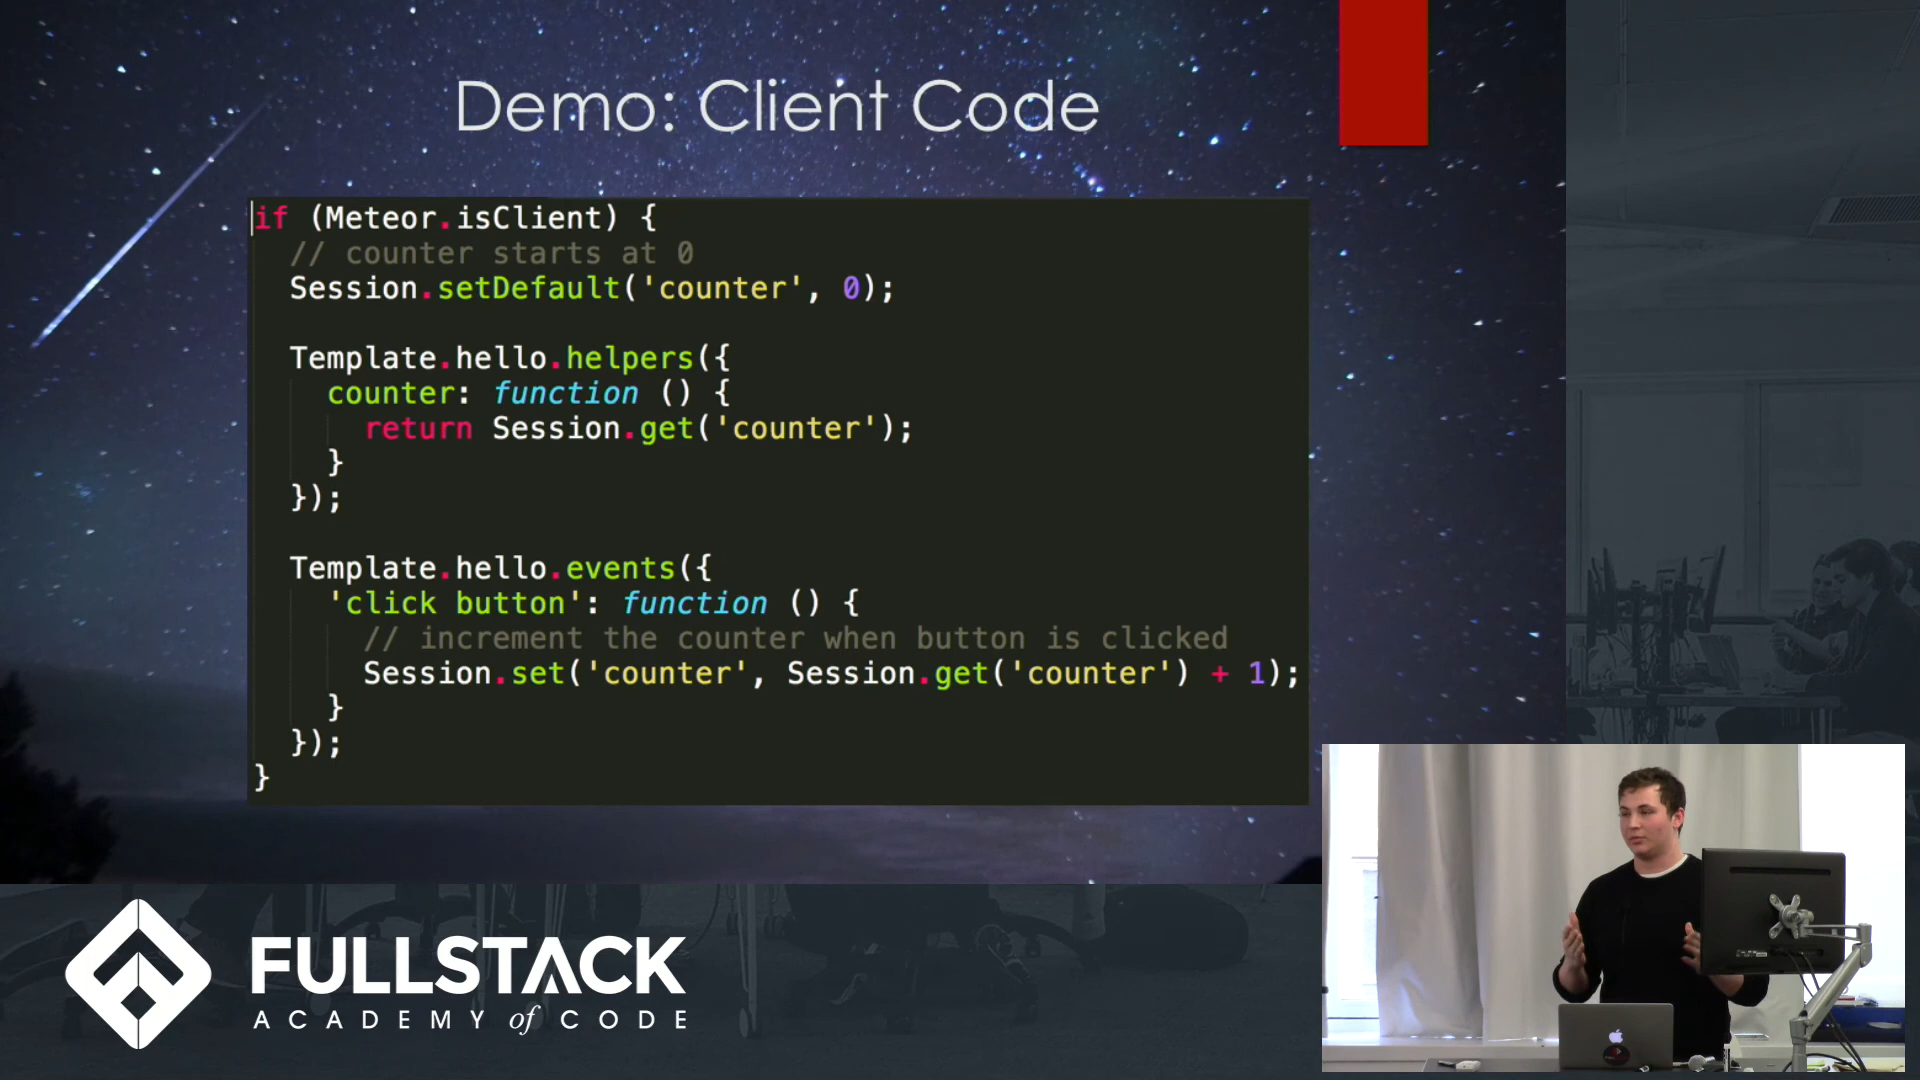 Demo: Client Code
if (Meteor.isClient) {
  // counter starts at 0
  Session.setDefault('counter', 0);

  Template.hello.helpers({
    counter: function () {
      return Session.get('counter');
    }
  });

  Template.hello.events({
    'click button': function () {
      // increment the counter when button is clicked
      Session.set('counter', Session.get('counter') + 1);
    }
  });
}
FULLSTACK
ACADEMY of CODE